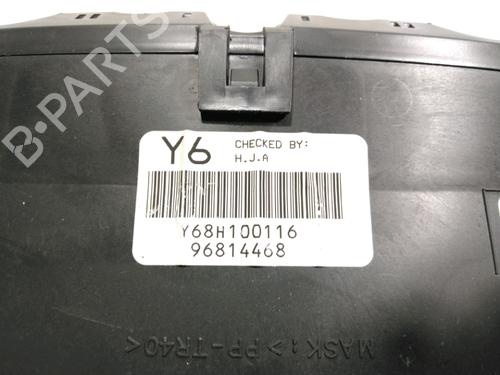 B-PARTS
Y6 CHECKED BY:
H.J.A
Y68H100116
96814468
MASK: >PP-TR40<